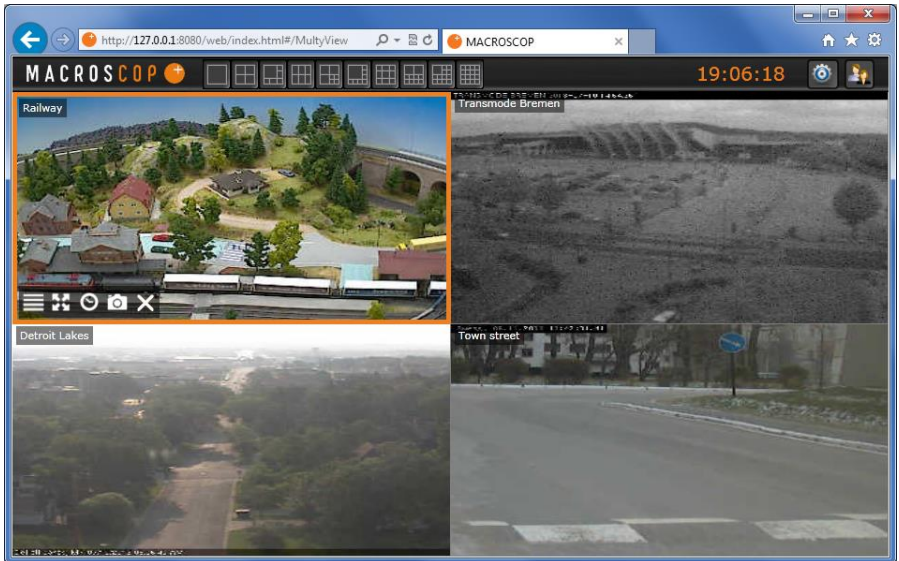 http://127.0.0.1:8080/web/index.html#/MultyView
MACROSCOP
MACROSCOP
19:06:18
Railway
Transmode Bremen
Detroit Lakes
Town street